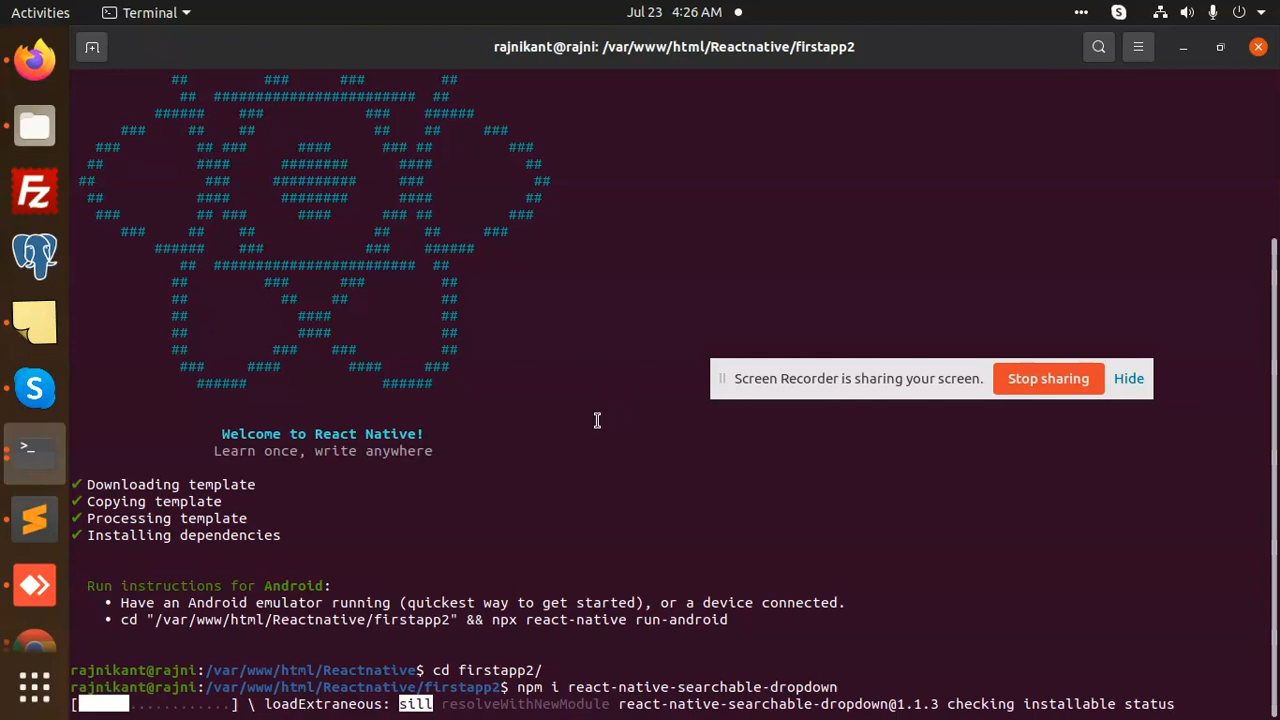 Activities
Terminal
Jul 23 4:26 AM
rajnikant@rajni: /var/www/html/Reactnative/firstapp2
## ### ### ##
## ######################## ##
###### ### ### ######
### ## ## ## ## ###
### ## ### #### ### ## ###
## #### ######## #### ##
## ### ########## ### ##
## #### ######## #### ##
### ## ### #### ### ## ###
### ## ## ## ## ###
###### ### ### ######
## ######################## ##
## ### ### ##
## ## ## ##
## #### ##
## #### ##
## ### ### ##
### #### #### ###
###### ######
Screen Recorder is sharing your screen.
Stop sharing
Hide
Welcome to React Native!
Learn once, write anywhere
✔ Downloading template
✔ Copying template
✔ Processing template
✔ Installing dependencies
Run instructions for Android:
• Have an Android emulator running (quickest way to get started), or a device connected.
• cd "/var/www/html/Reactnative/firstapp2" && npx react-native run-android
rajnikant@rajni:/var/www/html/Reactnative$ cd firstapp2/
rajnikant@rajni:/var/www/html/Reactnative/firstapp2$ npm i react-native-searchable-dropdown
[ ............] \ loadExtraneous: sill resolveWithNewModule react-native-searchable-dropdown@1.1.3 checking installable status